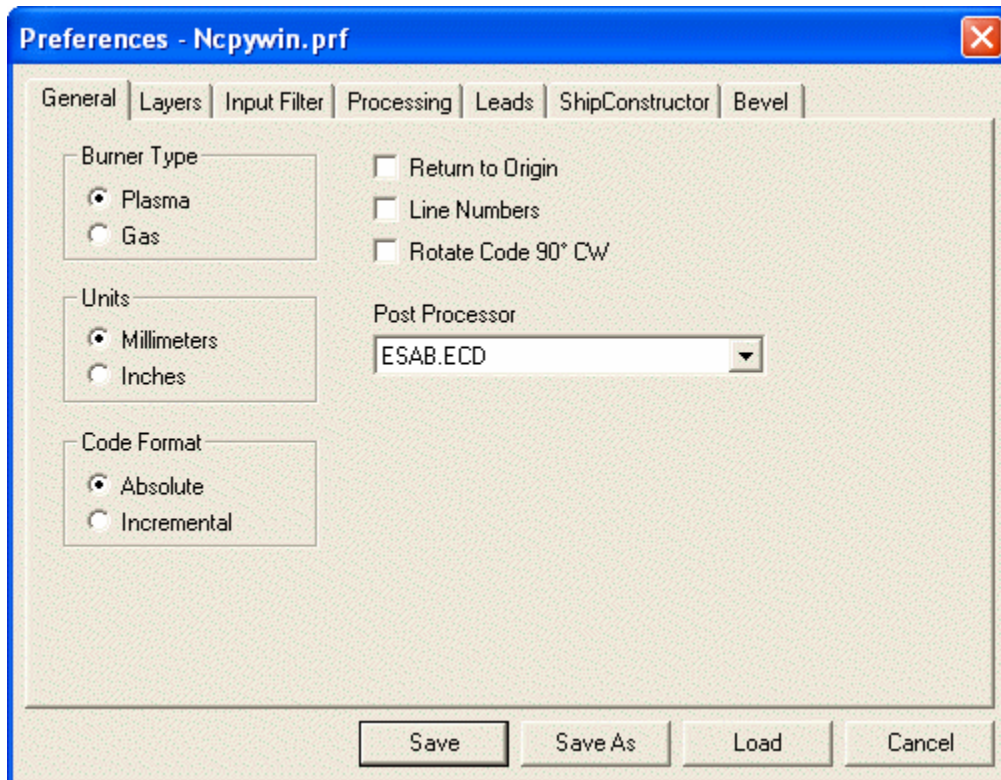 Preferences - Ncpywin.prf
General Layers Input Filter Processing Leads ShipConstructor Bevel
Burner Type
Plasma
Gas
Return to Origin
Line Numbers
Rotate Code 90° CW
Units
Millimeters
Inches
Post Processor
ESAB.ECD
Code Format
Absolute
Incremental
Save Save As Load Cancel